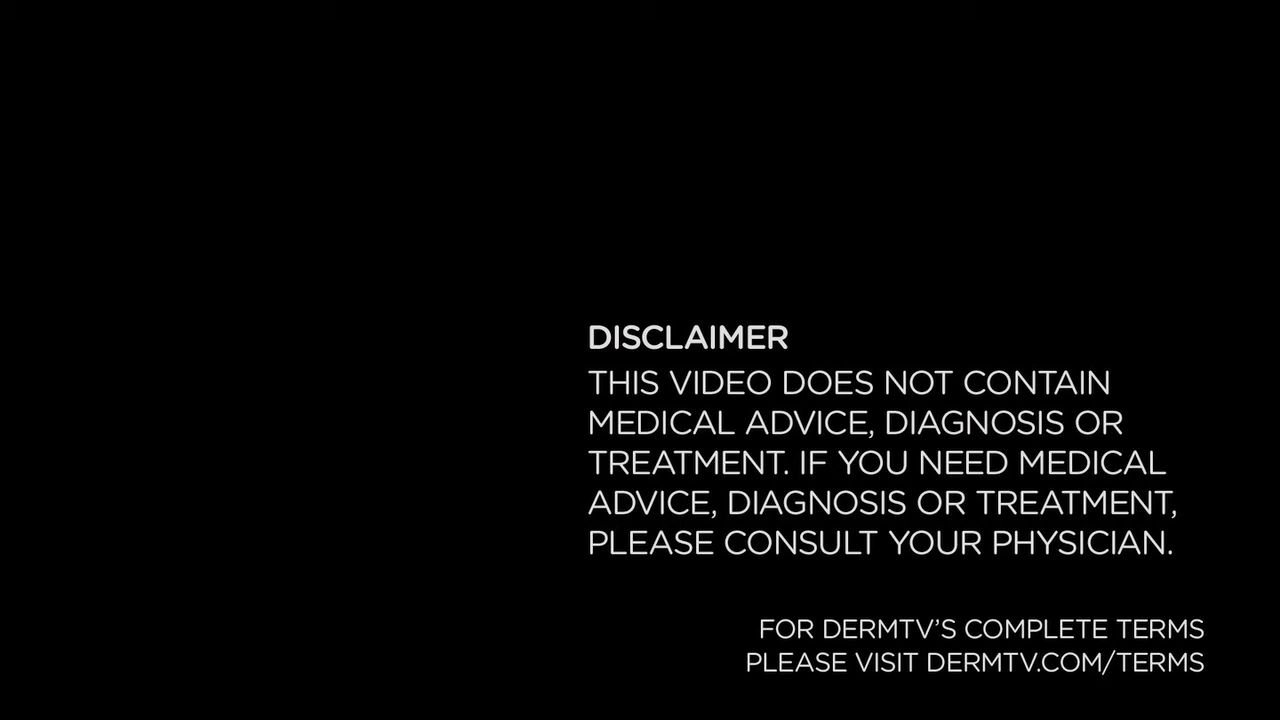 DISCLAIMER
THIS VIDEO DOES NOT CONTAIN
MEDICAL ADVICE, DIAGNOSIS OR
TREATMENT. IF YOU NEED MEDICAL
ADVICE, DIAGNOSIS OR TREATMENT,
PLEASE CONSULT YOUR PHYSICIAN.
FOR DERMTV’S COMPLETE TERMS
PLEASE VISIT DERMTV.COM/TERMS